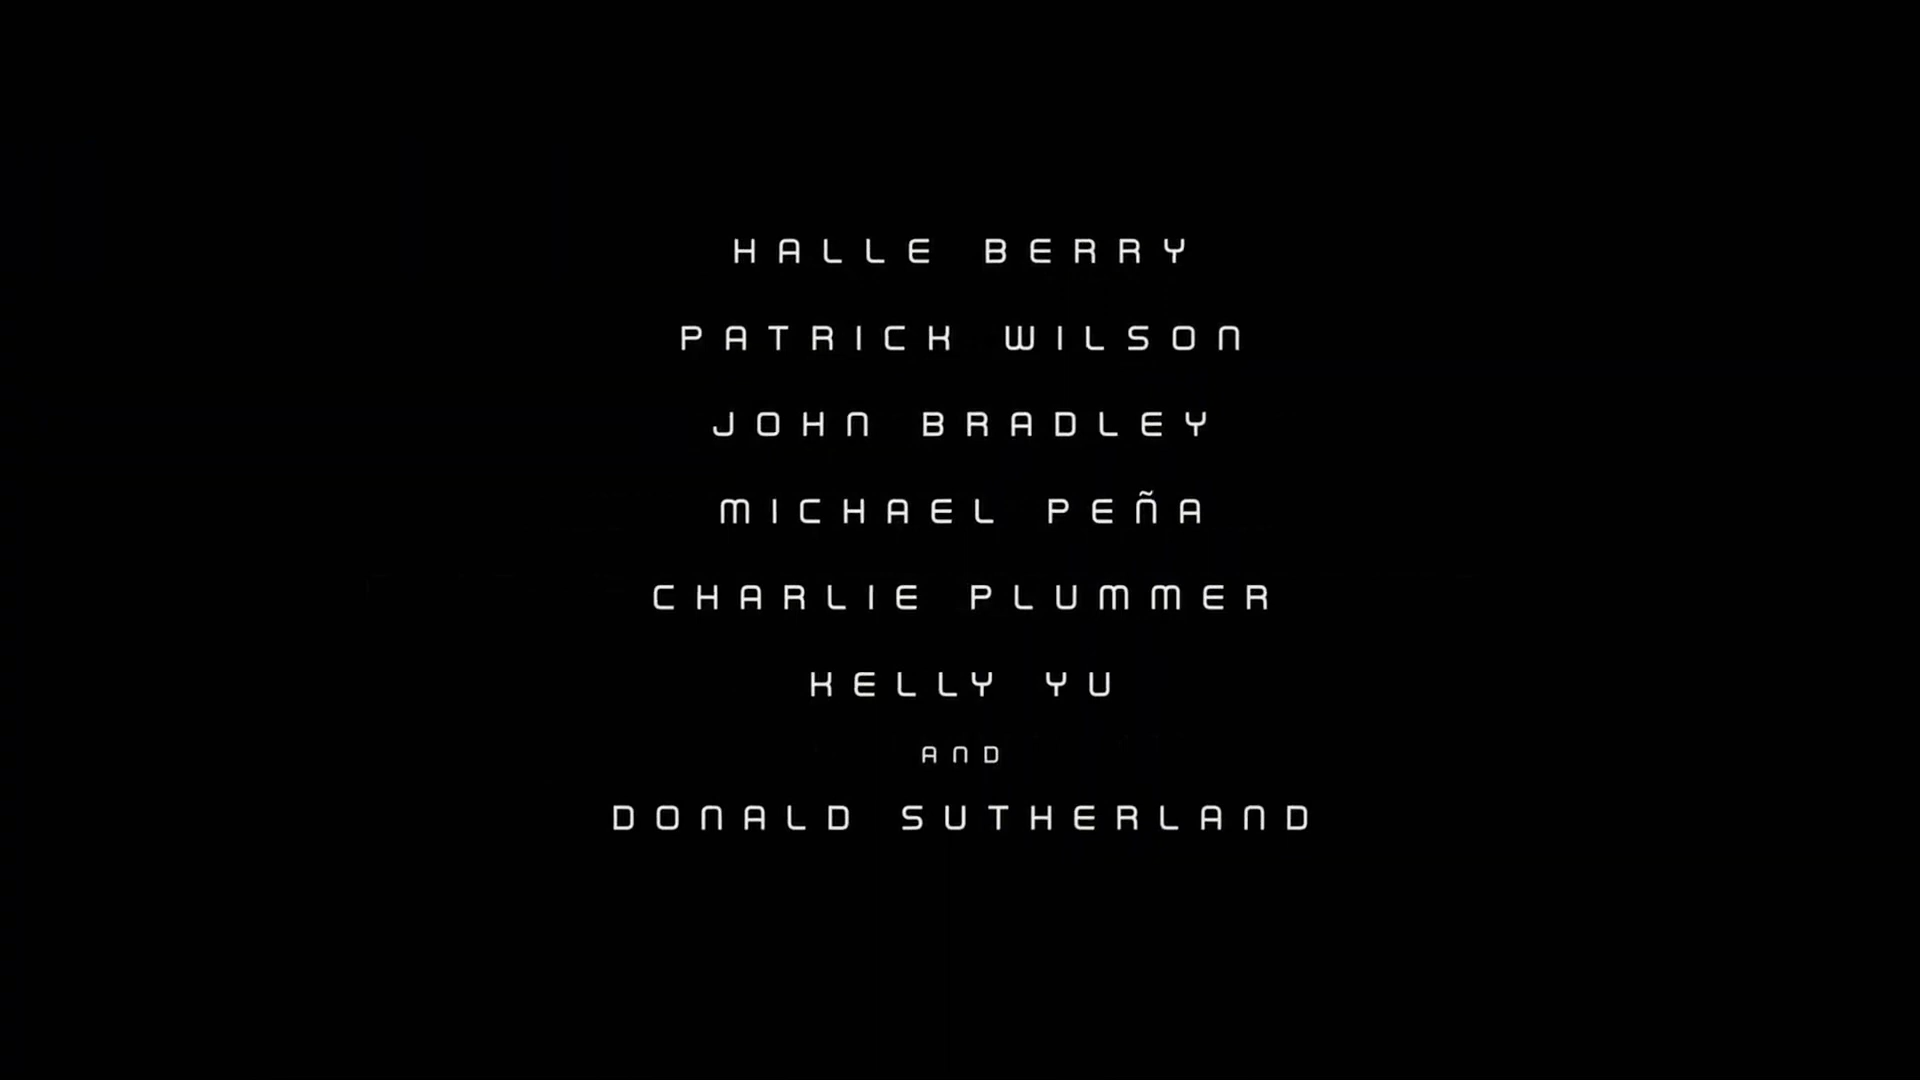 HALLE BERRY
PATRICK WILSON
JOHN BRADLEY
MICHAEL PEÑA
CHARLIE PLUMMER
KELLY YU
AND
DONALD SUTHERLAND